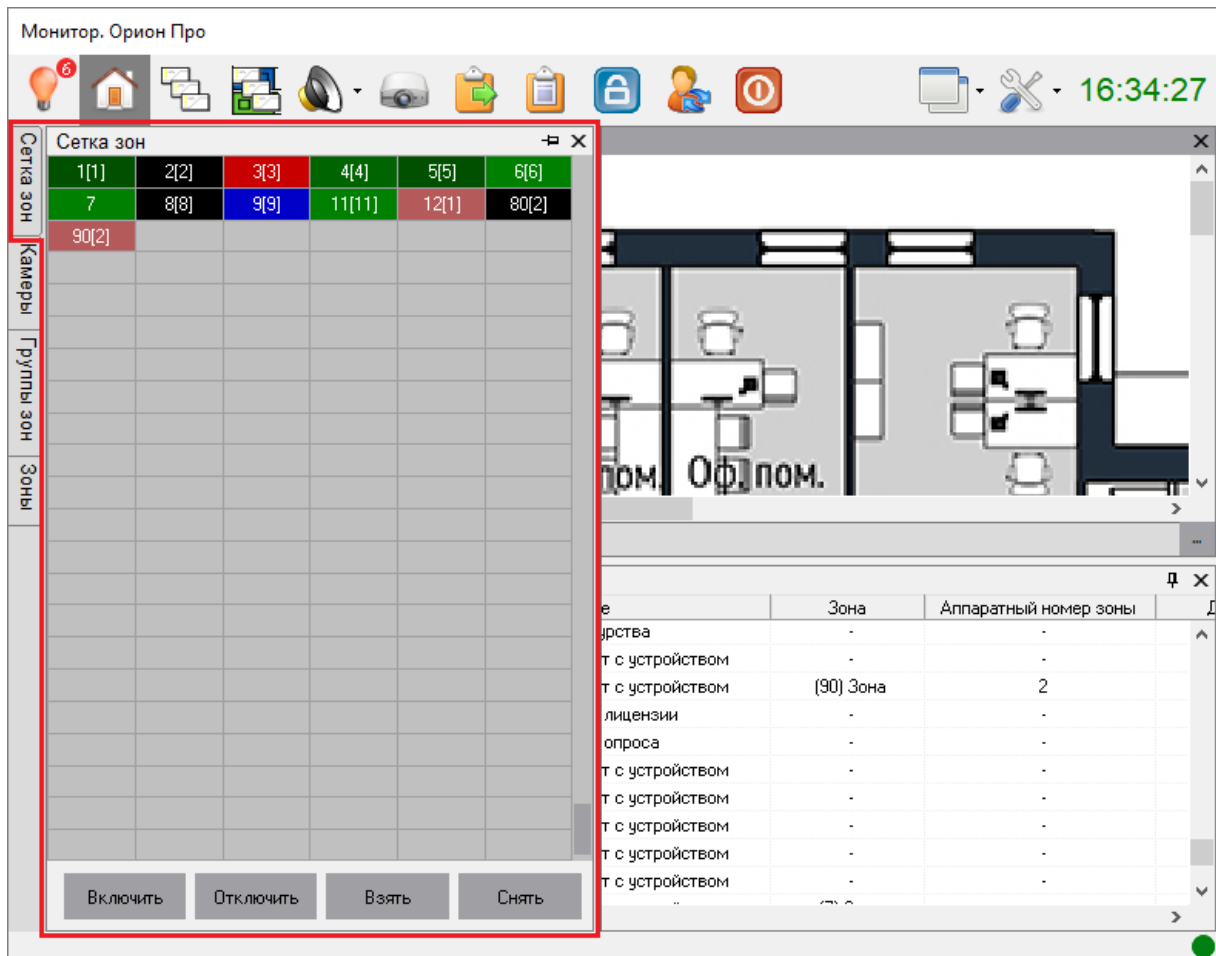 Монитор. Орион Про
6
16:34:27
Сетка зон
Камеры
Группы зон
Зоны
Сетка зон
1[1] 2[2] 3[3] 4[4] 5[5] 6[6]
7 8[8] 9[9] 11[11] 12[1] 80[2]
90[2]
Включить Отключить Взять Снять
пом. Оф. пом.
...
е Зона Аппаратный номер зоны Д
урства - -
т с устройством - -
т с устройством (90) Зона 2
лицензии - -
опроса - -
т с устройством - -
т с устройством - -
т с устройством - -
т с устройством - -
т с устройством - -